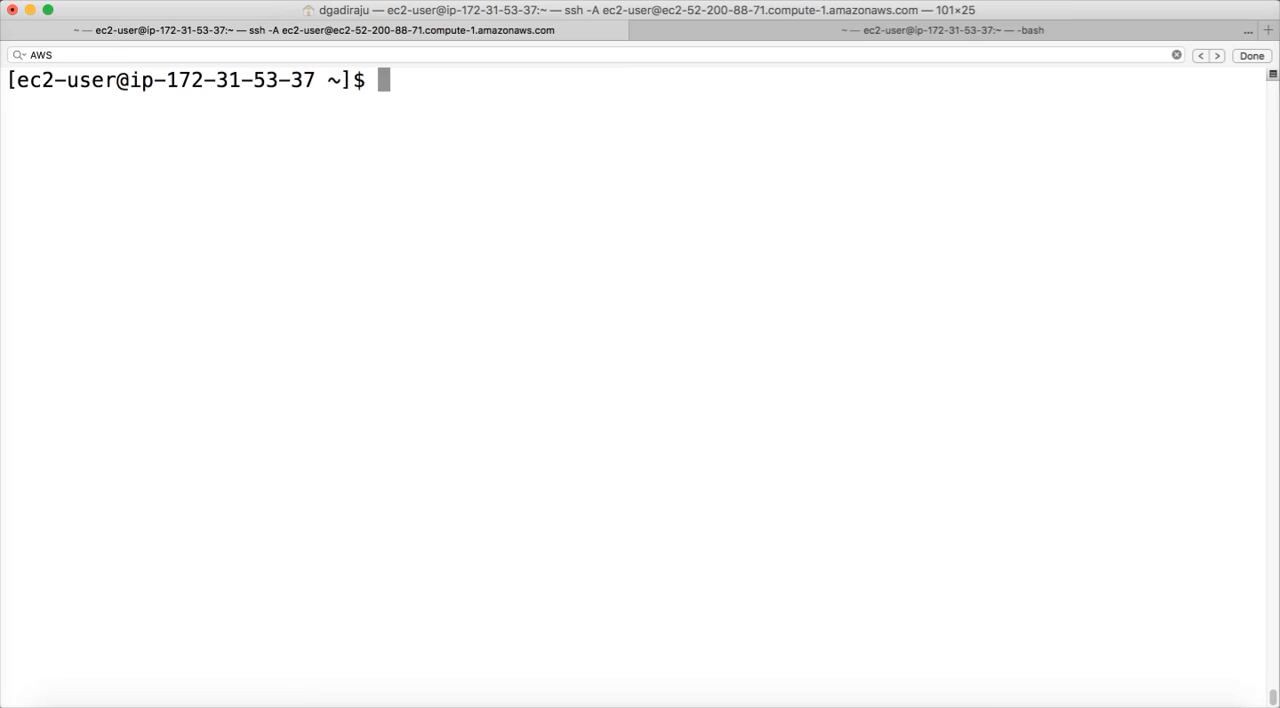 dgadiraju — ec2-user@ip-172-31-53-37:~ — ssh -A ec2-user@ec2-52-200-88-71.compute-1.amazonaws.com — 101×25
~ — ec2-user@ip-172-31-53-37:~ — ssh -A ec2-user@ec2-52-200-88-71.compute-1.amazonaws.com
~ — ec2-user@ip-172-31-53-37:~ — -bash
... +
AWS
< > Done
[ec2-user@ip-172-31-53-37 ~]$